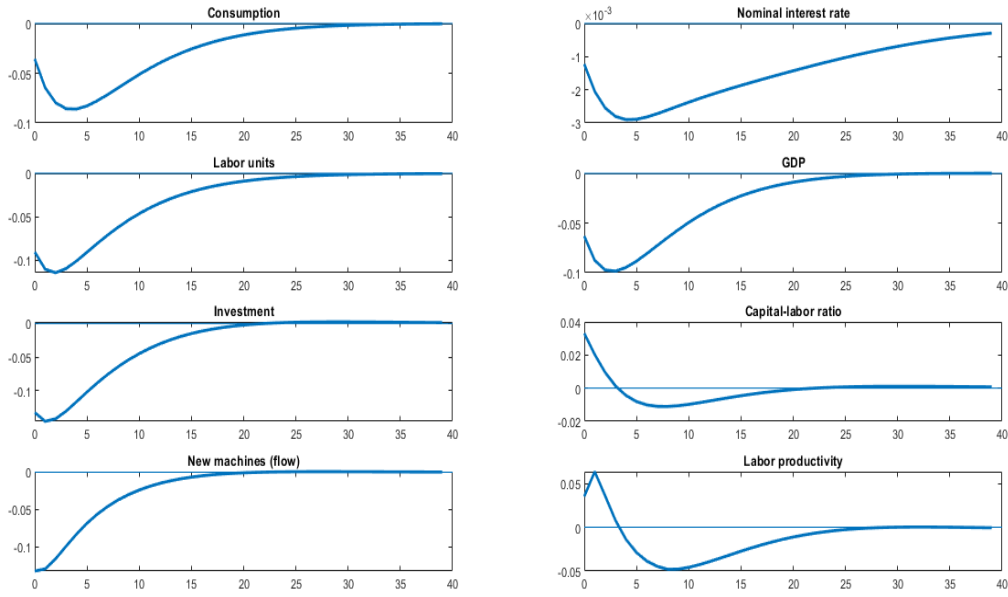 Consumption
0
-0.05
-0.1
0 5 10 15 20 25 30 35 40
Nominal interest rate
×10-3
0
-1
-2
-3
0 5 10 15 20 25 30 35 40
Labor units
0
-0.05
-0.1
0 5 10 15 20 25 30 35 40
GDP
0
-0.05
-0.1
0 5 10 15 20 25 30 35 40
Investment
0
-0.05
-0.1
0 5 10 15 20 25 30 35 40
Capital-labor ratio
0.04
0.02
0
-0.02
0 5 10 15 20 25 30 35 40
New machines (flow)
0
-0.05
-0.1
0 5 10 15 20 25 30 35 40
Labor productivity
0.05
0
-0.05
0 5 10 15 20 25 30 35 40